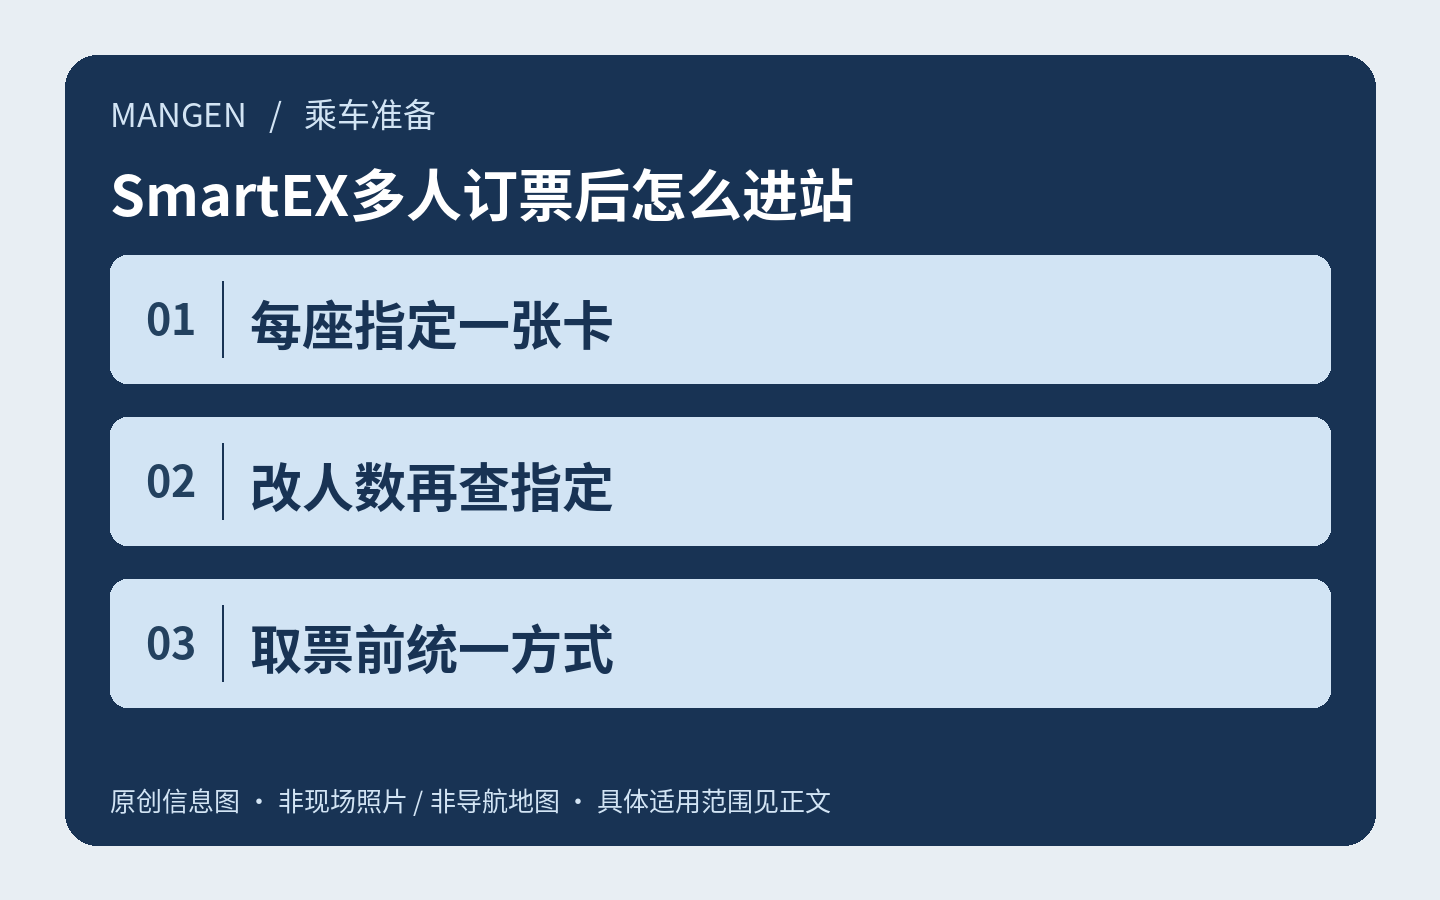 MANGEN / 乘车准备
SmartEX多人订票后怎么进站
01 每座指定一张卡
02 改人数再查指定
03 取票前统一方式
原创信息图 · 非现场照片 / 非导航地图 · 具体适用范围见正文